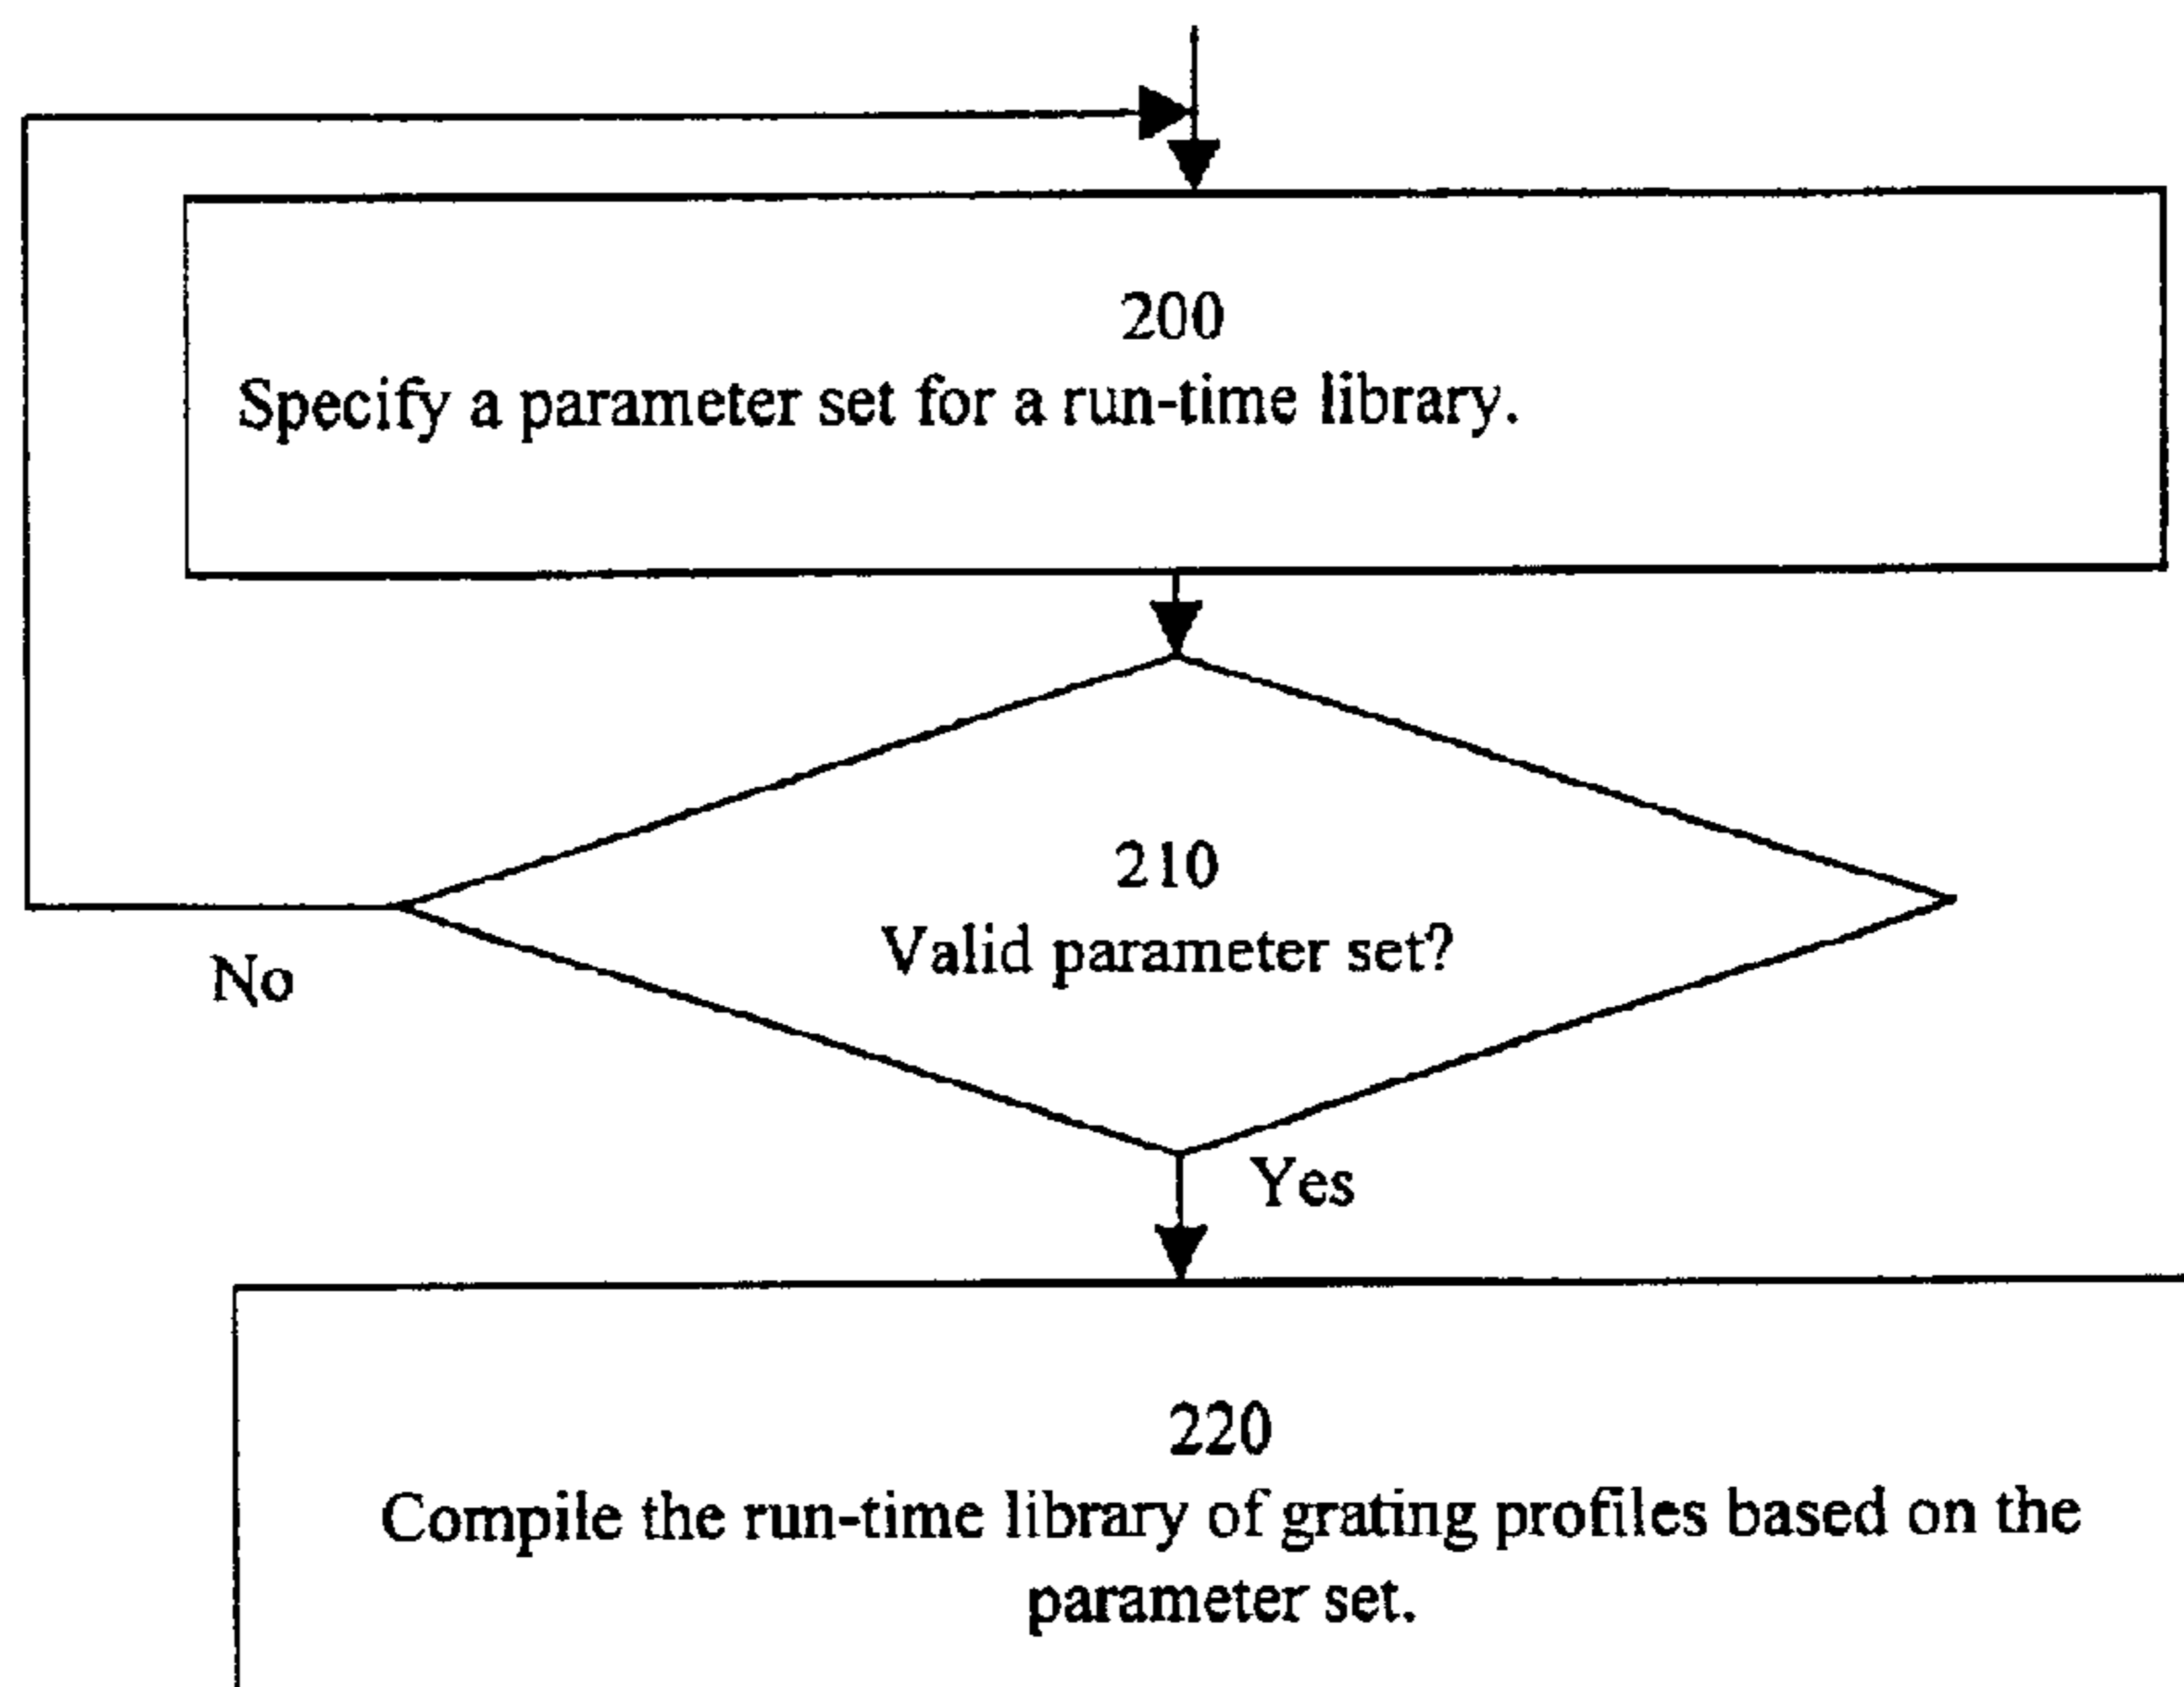 200
Specify a parameter set for a run-time library.
210
Valid parameter set?
No
Yes
220
Compile the run-time library of grating profiles based on the
parameter set.